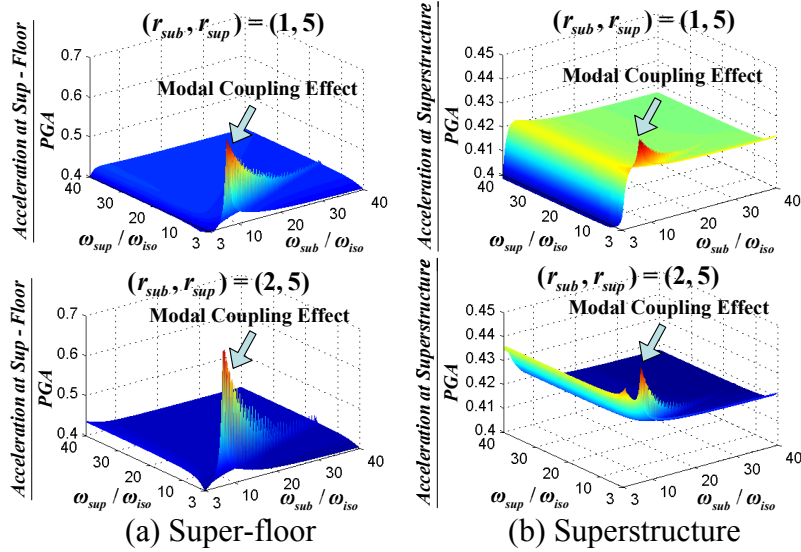 (r_sub, r_sup) = (1, 5)
Acceleration at Sup - Floor
PGA
Modal Coupling Effect
0.7
0.6
0.5
0.4
40
30
20
10
3
3
10
20
30
40
ω_sup / ω_iso
ω_sub / ω_iso
(r_sub, r_sup) = (1, 5)
Acceleration at Superstructure
PGA
Modal Coupling Effect
0.45
0.44
0.43
0.42
0.41
0.4
40
30
20
10
3
3
10
20
30
40
ω_sup / ω_iso
ω_sub / ω_iso
(r_sub, r_sup) = (2, 5)
Acceleration at Sup - Floor
PGA
Modal Coupling Effect
0.7
0.6
0.5
0.4
30
20
10
3
3
10
20
30
40
ω_sup / ω_iso
ω_sub / ω_iso
(r_sub, r_sup) = (2, 5)
Acceleration at Superstructure
PGA
Modal Coupling Effect
0.45
0.44
0.43
0.42
0.41
0.4
40
30
20
10
3
3
10
20
30
40
ω_sup / ω_iso
ω_sub / ω_iso
(a) Super-floor
(b) Superstructure